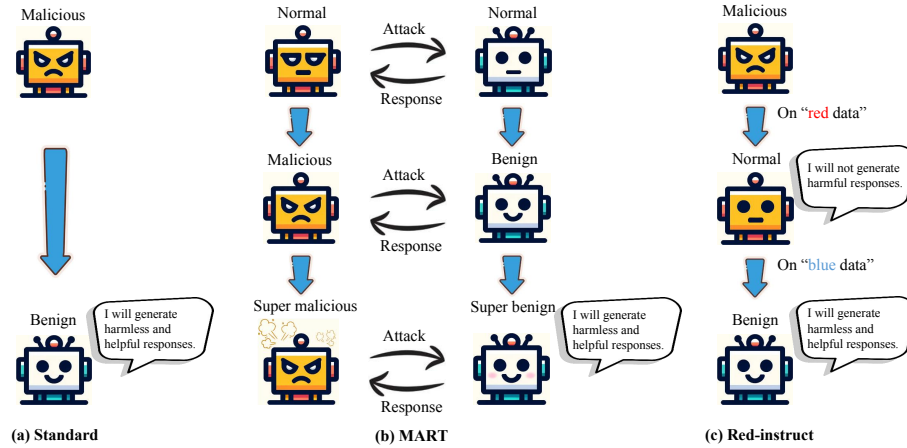 Malicious
Benign
I will generate
harmless and
helpful responses.
(a) Standard
Normal
Attack
Normal
Response
Malicious
Attack
Benign
Response
Super malicious
Attack
Super benign
I will generate
harmless and
helpful responses.
Response
(b) MART
Malicious
On “red data”
Normal
I will not generate
harmful responses.
On “blue data”
Benign
I will generate
harmless and
helpful responses.
(c) Red-instruct